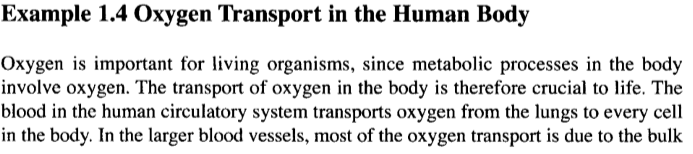 Example 1.4 Oxygen Transport in the Human Body
Oxygen is important for living organisms, since metabolic processes in the body
involve oxygen. The transport of oxygen in the body is therefore crucial to life. The
blood in the human circulatory system transports oxygen from the lungs to every cell
in the body. In the larger blood vessels, most of the oxygen transport is due to the bulk